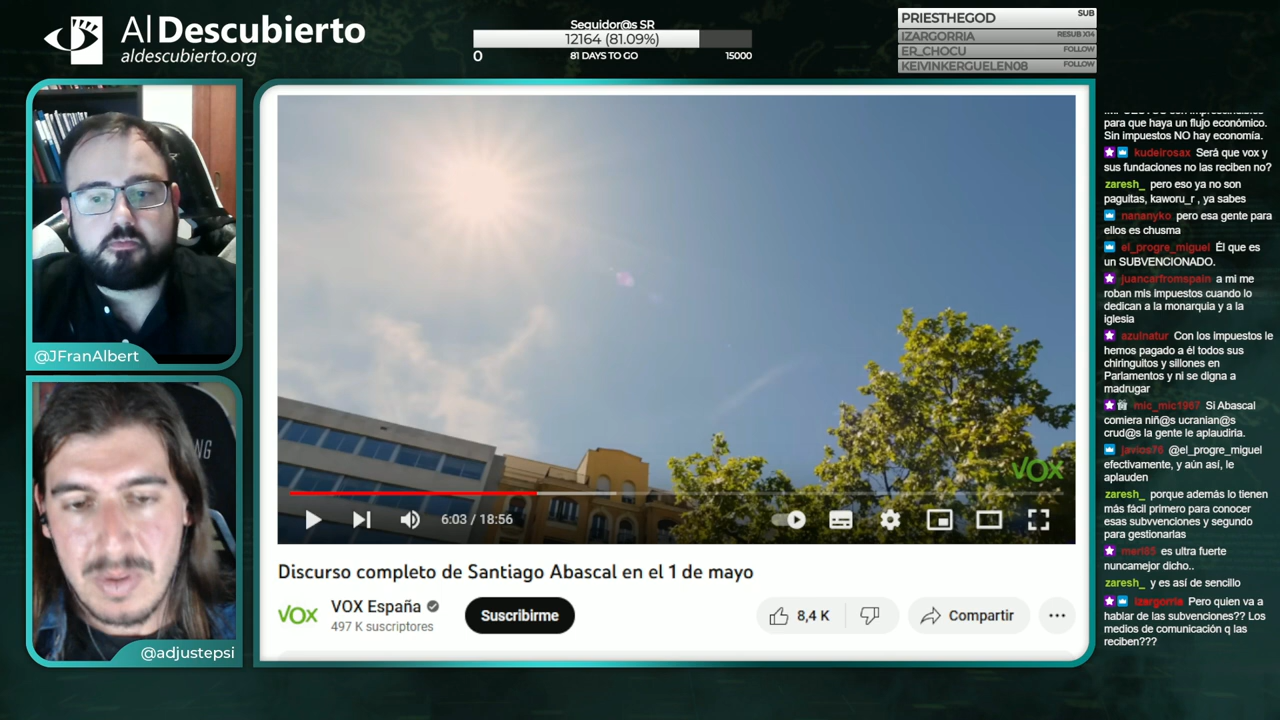 Al Descubierto
aldescubierto.org
Seguidor@s SR
12164 (81.09%)
0
81 DAYS TO GO
15000
PRIESTHEGOD SUB
IZARGORRIA RESUB X14
ER_CHOCU FOLLOW
KEIVINKERGUELEN08 FOLLOW
@JFranAlbert
@adjustepsi
VOX
6:03 / 18:56
Discurso completo de Santiago Abascal en el 1 de mayo
VOX
VOX España
497 K suscriptores
Suscribirme
8,4 K
Compartir
para que haya un flujo económico.
Sin impuestos NO hay economía.
kudeirosax Será que vox y
sus fundaciones no las reciben no?
zaresh_ pero eso ya no son
paguitas, kaworu_r , ya sabes
nananyko pero esa gente para
ellos es chusma
el_progre_miguel Él que es
un SUBVENCIONADO.
juancarfromspain a mi me
roban mis impuestos cuando lo
dedican a la monarquia y a la
iglesia
azulnatur Con los impuestos le
hemos pagado a él todos sus
chiringuitos y sillones en
Parlamentos y ni se digna a
madrugar
mic_mic1967 Si Abascal
comiera niñ@s ucranian@s
crud@s la gente le aplaudiria.
javios76 @el_progre_miguel
efectivamente, y aún así, le
aplauden
zaresh_ porque además lo tienen
más fácil primero para conocer
esas subvvenciones y segundo
para gestionarlas
es ultra fuerte
nuncamejor dicho..
zaresh_ y es así de sencillo
izargorria Pero quien va a
hablar de las subvenciones?? Los
medios de comunicación q las
reciben???